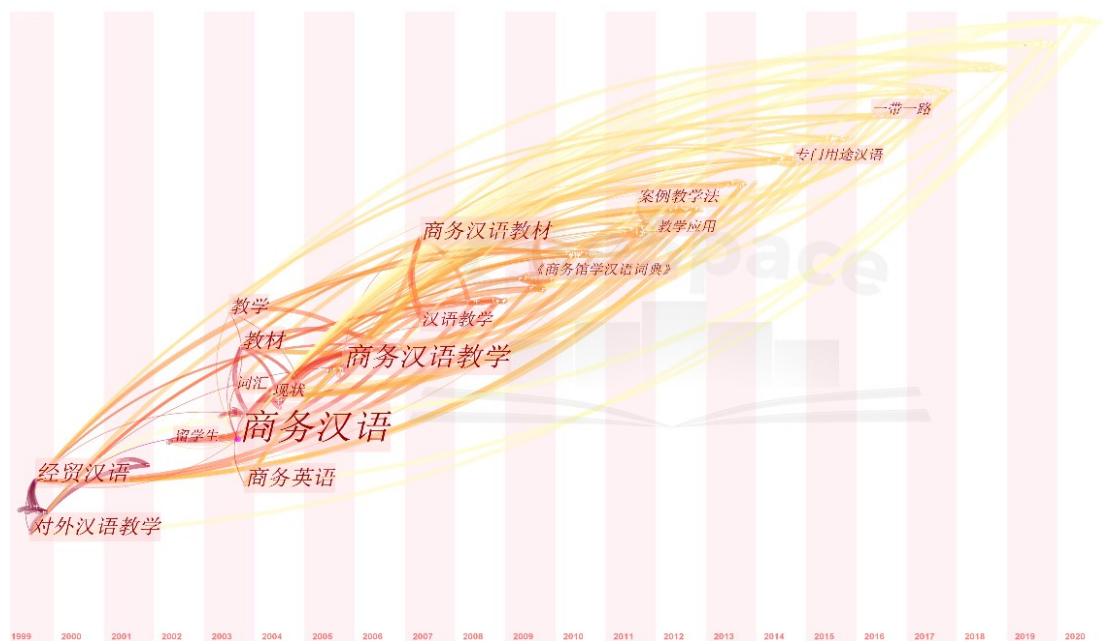 一带一路
专门用途汉语
案例教学法
教学应用
商务汉语教材
《商务馆学汉语词典》
教学
汉语教学
教材
商务汉语教学
词汇
现状
商务汉语
留学生
经贸汉语
商务英语
对外汉语教学
1999 2000 2001 2002 2003 2004 2005 2006 2007 2008 2009 2010 2011 2012 2013 2014 2015 2016 2017 2018 2019 2020